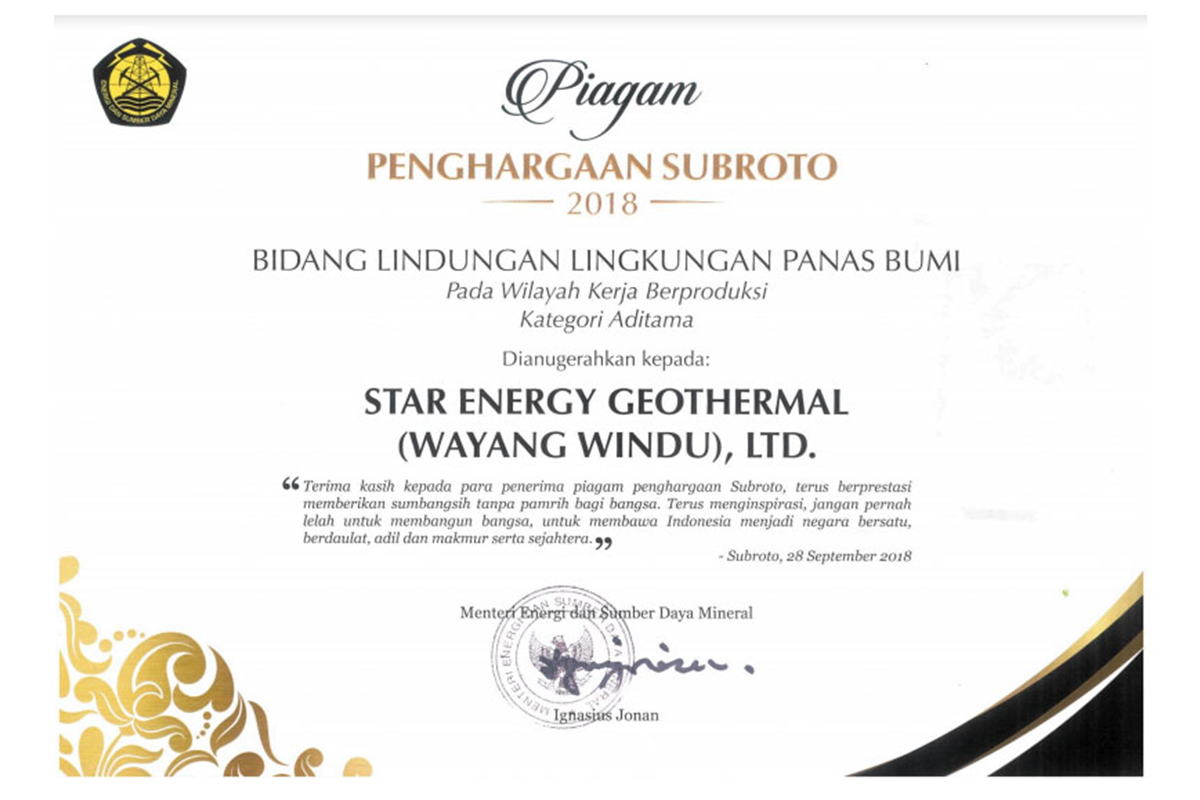 ENERGI DAN SUMBER DAYA MINERAL
Piagam
PENGHARGAAN SUBROTO
2018
BIDANG LINDUNGAN LINGKUNGAN PANAS BUMI
Pada Wilayah Kerja Berproduksi
Kategori Aditama
Dianugerahkan kepada:
STAR ENERGY GEOTHERMAL
(WAYANG WINDU), LTD.
“Terima kasih kepada para penerima piagam penghargaan Subroto, terus berprestasi
memberikan sumbangsih tanpa pamrih bagi bangsa. Terus menginspirasi, jangan pernah
lelah untuk membangun bangsa, untuk membawa Indonesia menjadi negara bersatu,
berdaulat, adil dan makmur serta sejahtera.”
- Subroto, 28 September 2018
Menteri Energi dan Sumber Daya Mineral
MENTERI ENERGI DAN SUMBER DAYA MINERAL
Ignasius Jonan